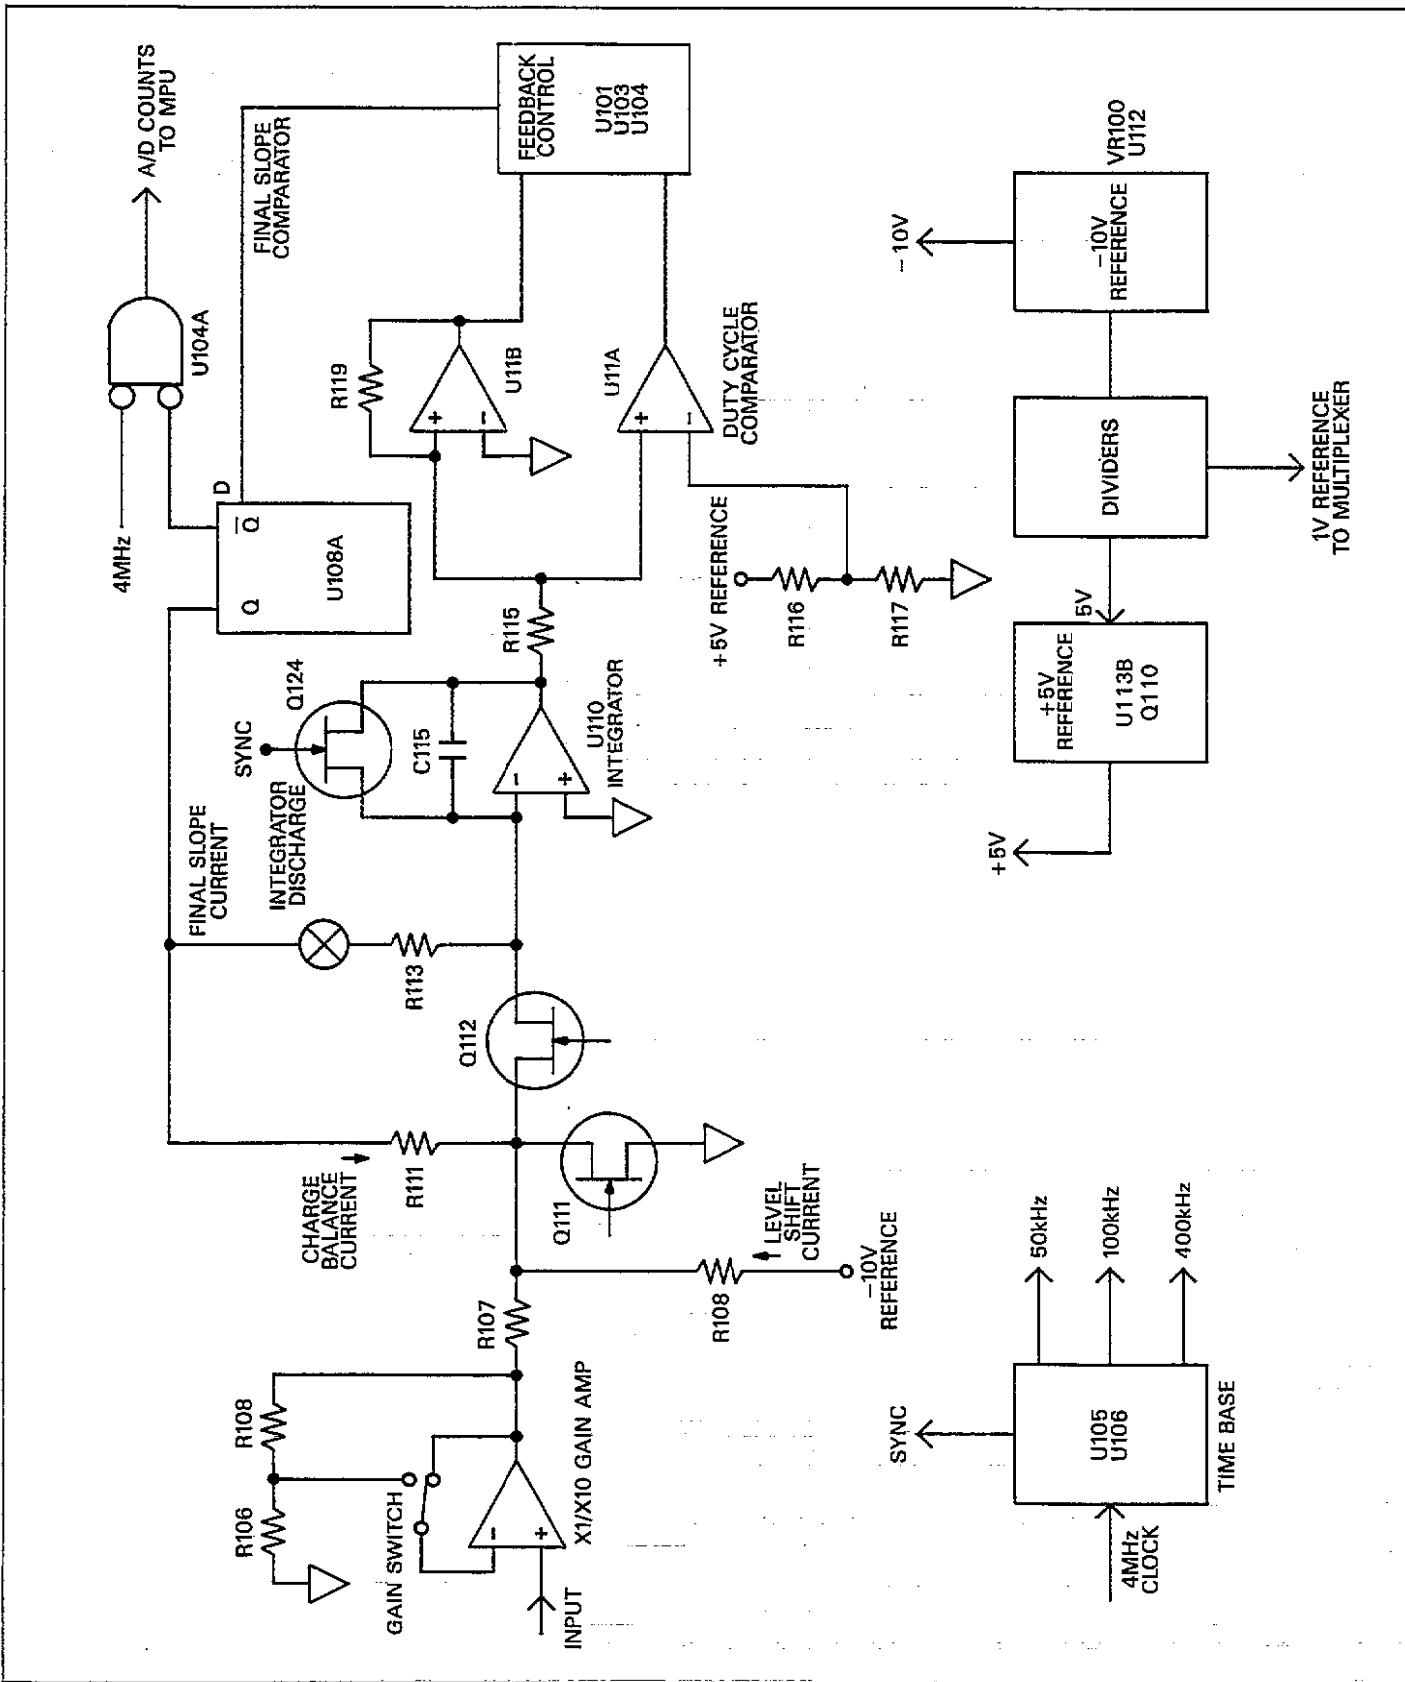 A/D COUNTS
TO MPU
4MHz
U104A
D
Q
Q̅
U108A
FINAL SLOPE
COMPARATOR
FEEDBACK
CONTROL
U101
U103
U104
R119
+
−
U11B
+
−
U11A
DUTY CYCLE
COMPARATOR
+5V REFERENCE
R116
R117
FINAL SLOPE
CURRENT
INTEGRATOR
DISCHARGE
SYNC
Q124
C115
−
+
U110
INTEGRATOR
R115
R113
Q112
CHARGE
BALANCE
CURRENT
R111
Q111
LEVEL
SHIFT
CURRENT
R108
−10V
REFERENCE
R107
R106
R108
GAIN SWITCH
−
+
X1/X10 GAIN AMP
INPUT
4MHz
CLOCK
SYNC
U105
U106
TIME BASE
50kHz
100kHz
400kHz
+5V
+5V
REFERENCE
U113B
Q110
5V
DIVIDERS
1V REFERENCE
TO MULTIPLEXER
−10V
−10V
REFERENCE
VR100
U112